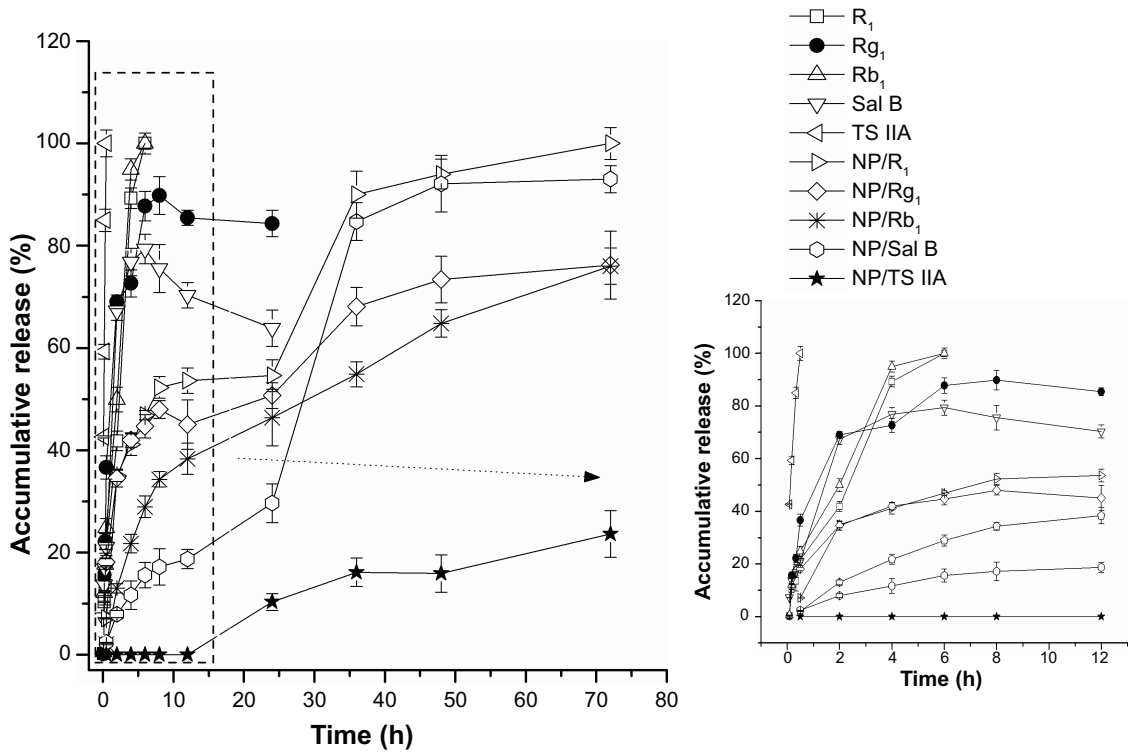 120
100
80
60
40
20
0
Accumulative release (%)
0 10 20 30 40 50 60 70 80
Time (h)
R1
Rg1
Rb1
Sal B
TS IIA
NP/R1
NP/Rg1
NP/Rb1
NP/Sal B
NP/TS IIA
120
100
80
60
40
20
0
Accumulative release (%)
0 2 4 6 8 10 12
Time (h)